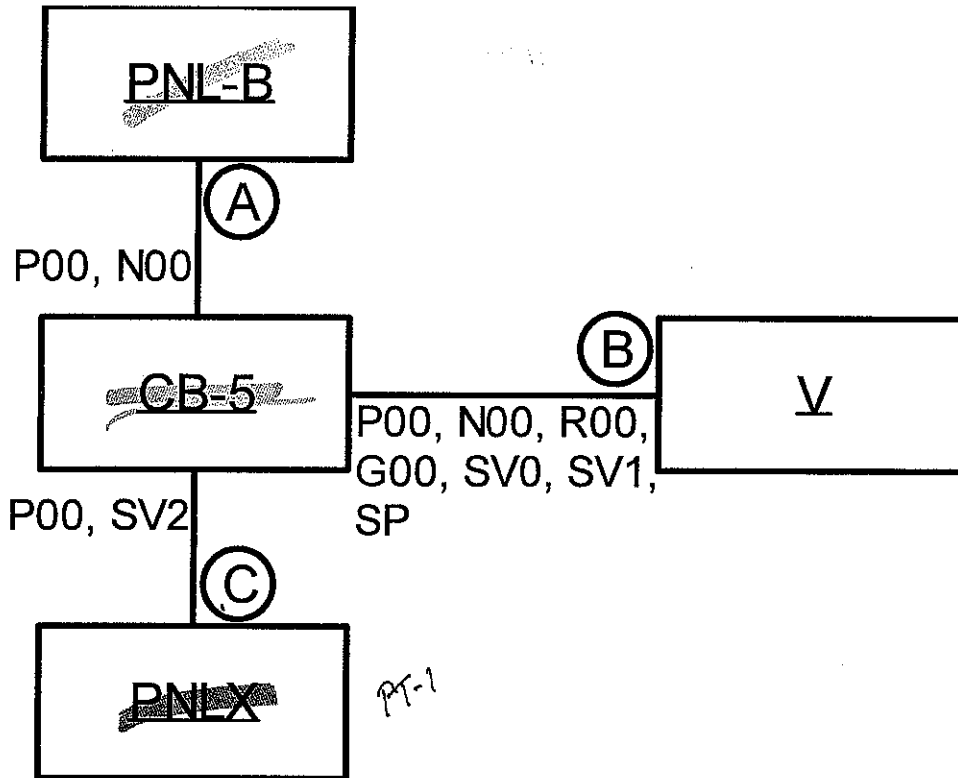 PNL-B
A
P00, N00
CB-5
B
V
P00, N00, R00,
G00, SV0, SV1,
SP
P00, SV2
C
PNLX
PT-1